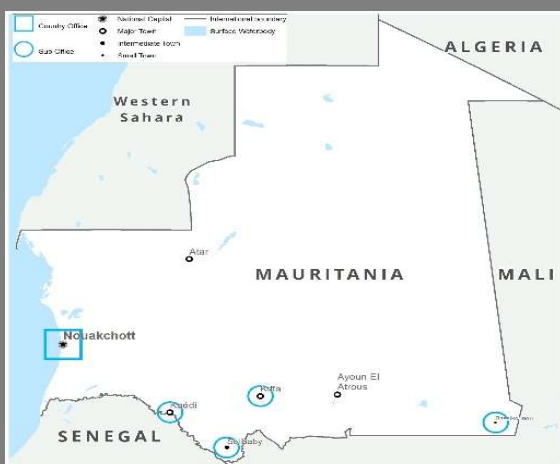 Country Office
Sub Office
National Capital
Major Town
Intermediate Town
Small Town
International boundary
Surface Waterbody
ALGERIA
Western
Sahara
Atar
MAURITANIA
MALI
Nouakchott
Ayoun El
Atrous
Kiffa
Kaédi
SENEGAL